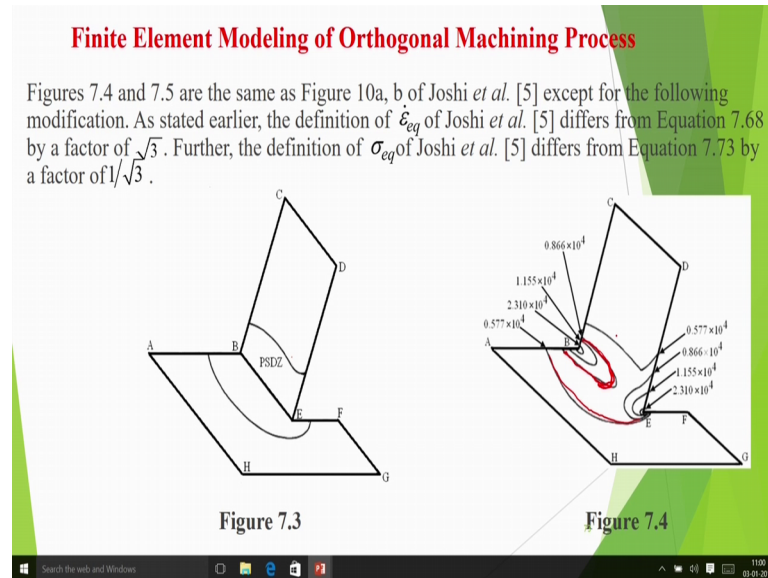 Finite Element Modeling of Orthogonal Machining Process
Figures 7.4 and 7.5 are the same as Figure 10a, b of Joshi et al. [5] except for the following
modification. As stated earlier, the definition of ε̇eq of Joshi et al. [5] differs from Equation 7.68
by a factor of √3. Further, the definition of σeq of Joshi et al. [5] differs from Equation 7.73 by
a factor of 1/√3.
C
D
A
B
PSDZ
E
F
H
G
Figure 7.3
C
0.866×10⁴
D
1.155×10⁴
2.310×10⁴
0.577×10⁴
A
B
0.577×10⁴
0.866×10⁴
1.155×10⁴
2.310×10⁴
E
F
H
G
Figure 7.4
Search the web and Windows
11:00
03-01-20